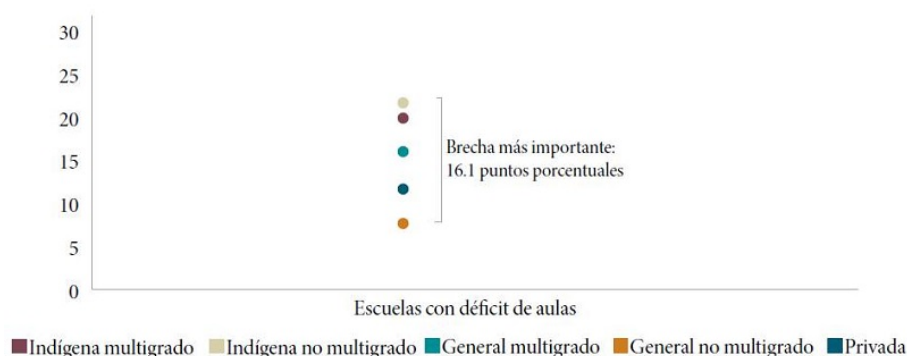 30
25
20
15
10
5
0
Brecha más importante:
16.1 puntos porcentuales
Escuelas con déficit de aulas
Indígena multigrado Indígena no multigrado General multigrado General no multigrado Privada